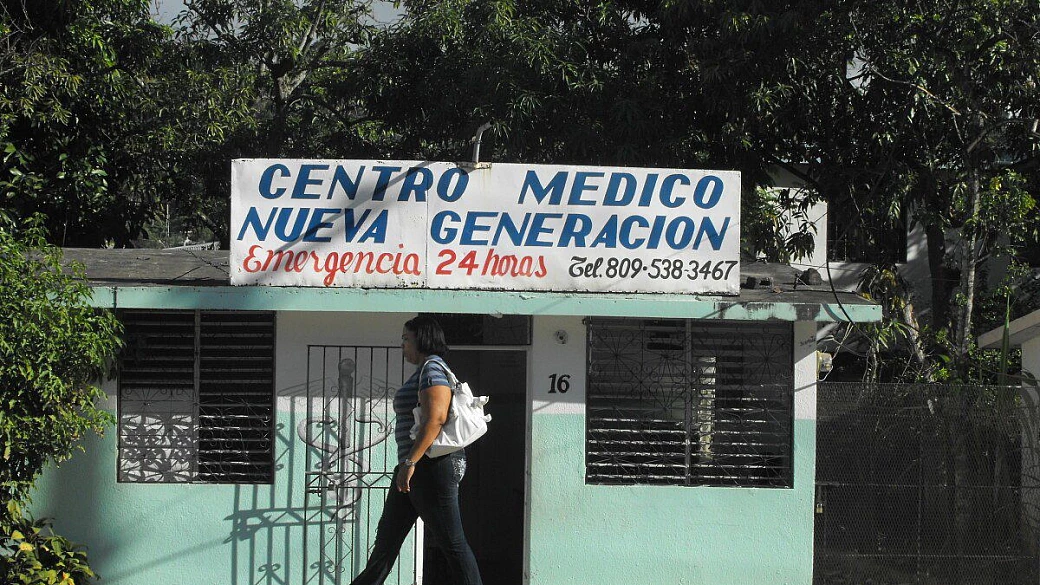 CENTRO MEDICO
NUEVA GENERACION
Emergencia 24 horas Tel. 809-538-3467
16